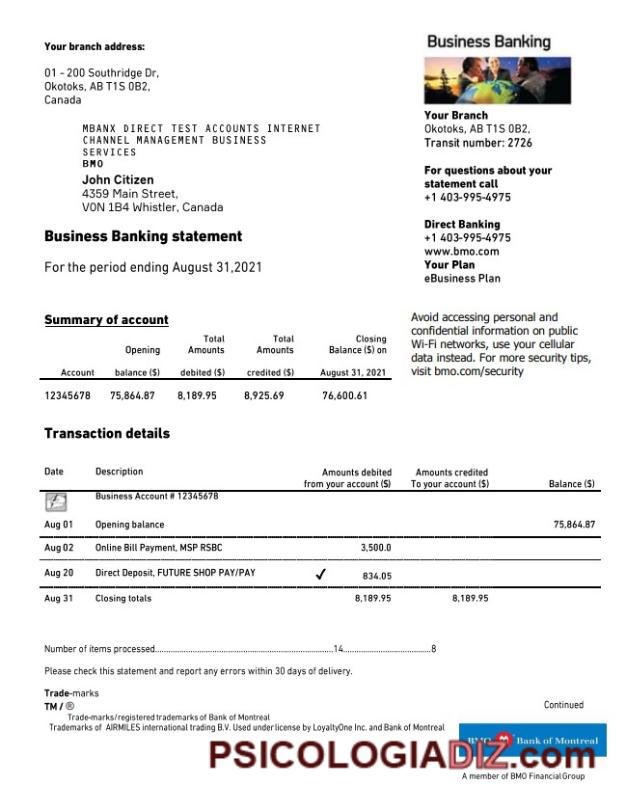 Your branch address:
01 - 200 Southridge Dr,
Okotoks, AB T1S 0B2,
Canada
MBANX DIRECT TEST ACCOUNTS INTERNET
CHANNEL MANAGEMENT BUSINESS
SERVICES
BMO
John Citizen
4359 Main Street,
V0N 1B4 Whistler, Canada
Business Banking statement
For the period ending August 31,2021
Business Banking
Your Branch
Okotoks, AB T1S 0B2,
Transit number: 2726
For questions about your
statement call
+1 403-995-4975
Direct Banking
+1 403-995-4975
www.bmo.com
Your Plan
eBusiness Plan
Avoid accessing personal and
confidential information on public
Wi-Fi networks, use your cellular
data instead. For more security tips,
visit bmo.com/security
Summary of account
Total Total Closing
Opening Amounts Amounts Balance ($) on
Account balance ($) debited ($) credited ($) August 31, 2021
12345678 75,864.87 8,189.95 8,925.69 76,600.61
Transaction details
Date Description Amounts debited Amounts credited
from your account ($) To your account ($) Balance ($)
Business Account # 12345678
Aug 01 Opening balance 75,864.87
Aug 02 Online Bill Payment, MSP RSBC 3,500.0
Aug 20 Direct Deposit, FUTURE SHOP PAY/PAY ✓ 834.05
Aug 31 Closing totals 8,189.95 8,189.95
Number of items processed.....14.....8
Please check this statement and report any errors within 30 days of delivery.
Trade-marks
TM / ®
Continued
Trade-marks/registered trademarks of Bank of Montreal
Trademarks of AIRMILES international trading B.V. Used under license by LoyaltyOne Inc. and Bank of Montreal
BMO Bank of Montreal
PSICOLOGIADIZ.com
A member of BMO Financial Group